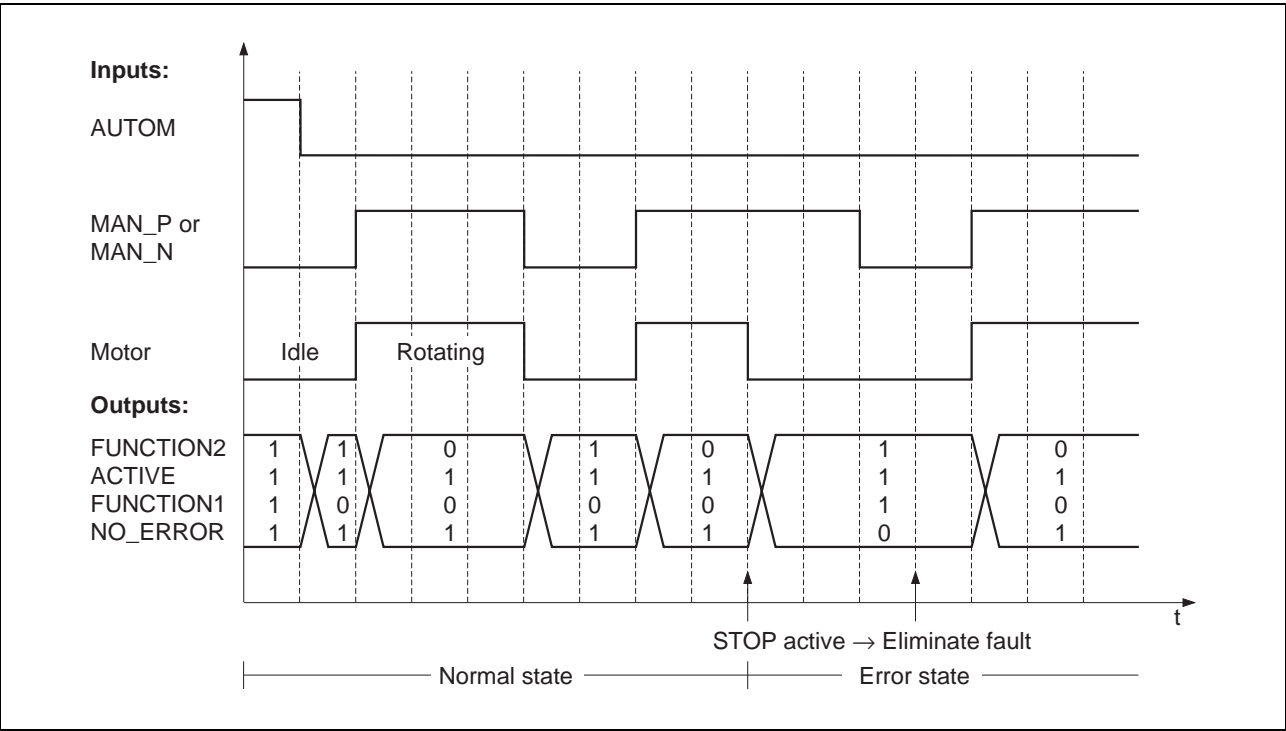 Inputs:
AUTOM
MAN_P or
MAN_N
Motor Idle Rotating
Outputs:
FUNCTION2 1 1 0 1 0 1 0
ACTIVE 1 1 1 1 1 1 1
FUNCTION1 1 0 0 0 0 1 0
NO_ERROR 1 1 1 1 1 0 1
t
STOP active → Eliminate fault
Normal state Error state